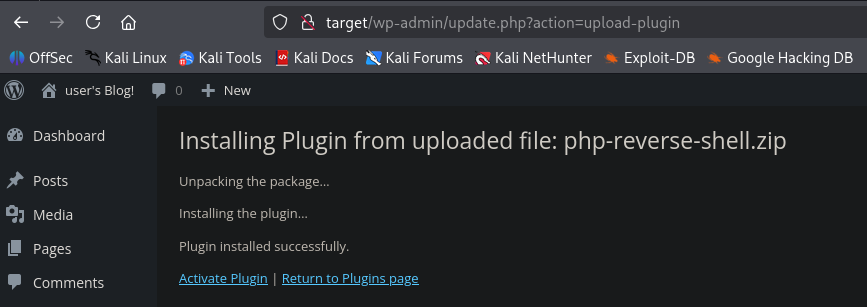 target/wp-admin/update.php?action=upload-plugin
OffSec Kali Linux Kali Tools Kali Docs Kali Forums Kali NetHunter Exploit-DB Google Hacking DB
user's Blog! 0 New
Dashboard
Posts
Media
Pages
Comments
Installing Plugin from uploaded file: php-reverse-shell.zip
Unpacking the package…
Installing the plugin…
Plugin installed successfully.
Activate Plugin | Return to Plugins page